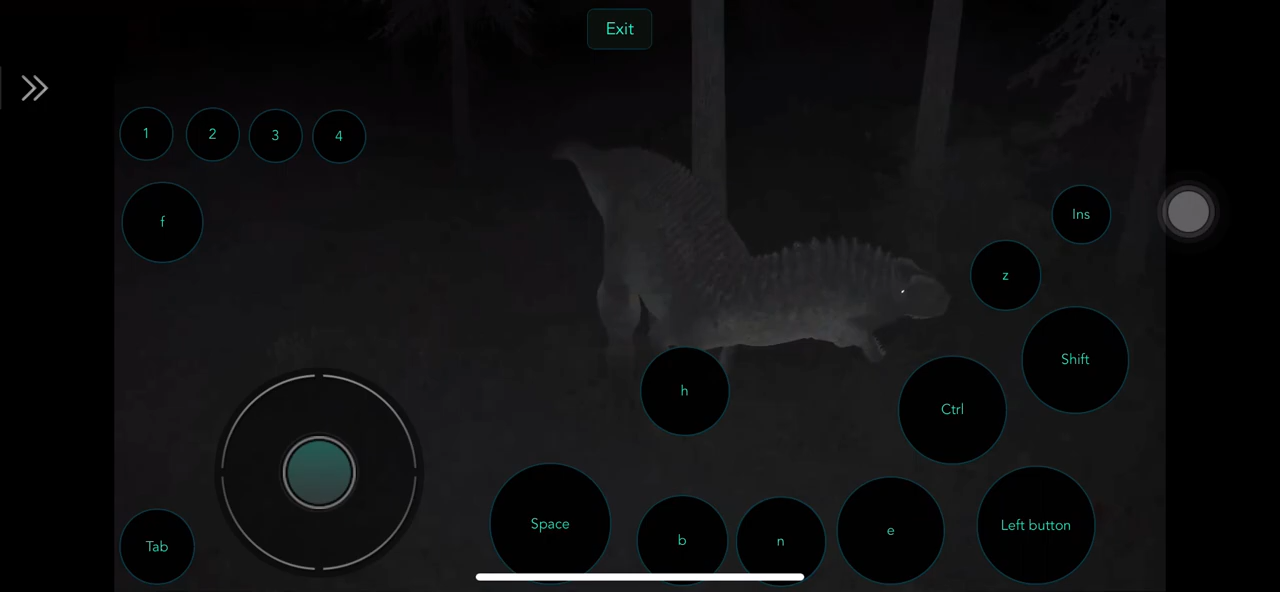 Exit
1 2 3 4
f
Ins
z
Shift
h
Ctrl
Space
b
n
e
Left button
Tab